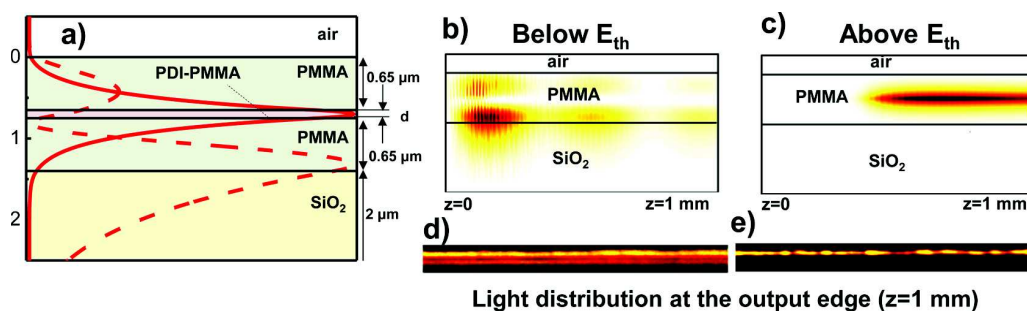 a)
air
0
PDI-PMMA
PMMA
0.65 µm
d
1
PMMA
0.65 µm
SiO₂
2 µm
2
b)
Below Eth
air
PMMA
SiO₂
z=0
z=1 mm
c)
Above Eth
air
PMMA
SiO₂
z=0
z=1 mm
d)
e)
Light distribution at the output edge (z=1 mm)